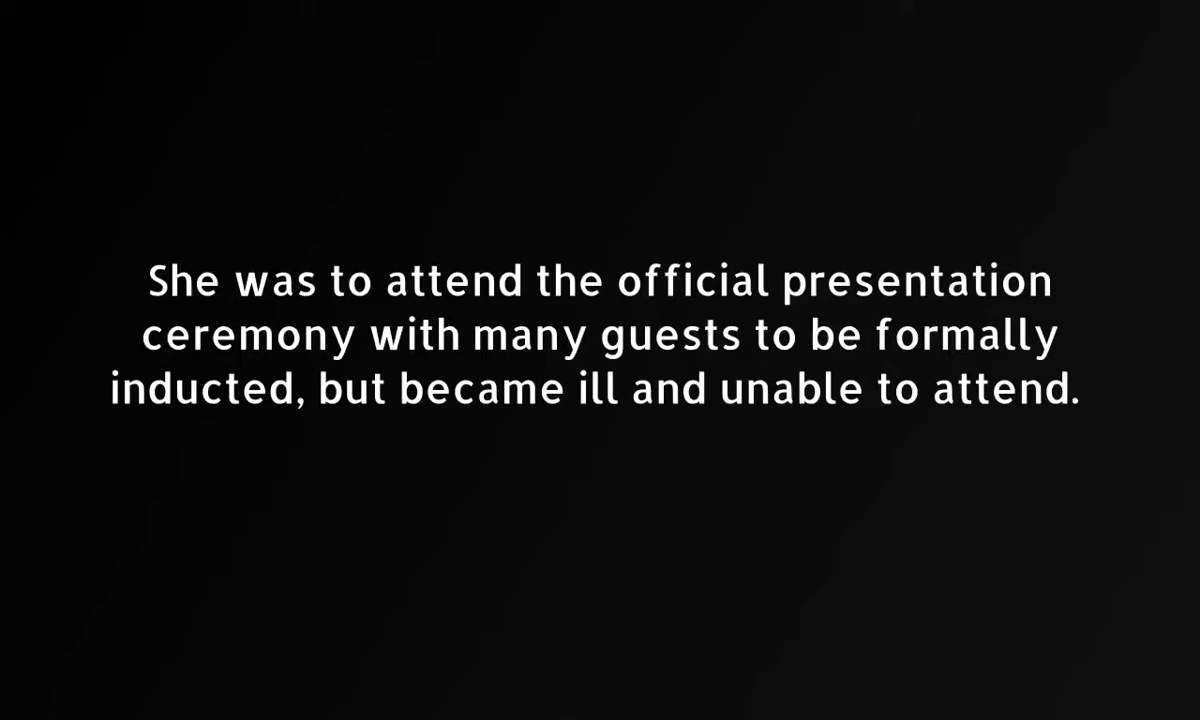 She was to attend the official presentation
ceremony with many guests to be formally
inducted, but became ill and unable to attend.